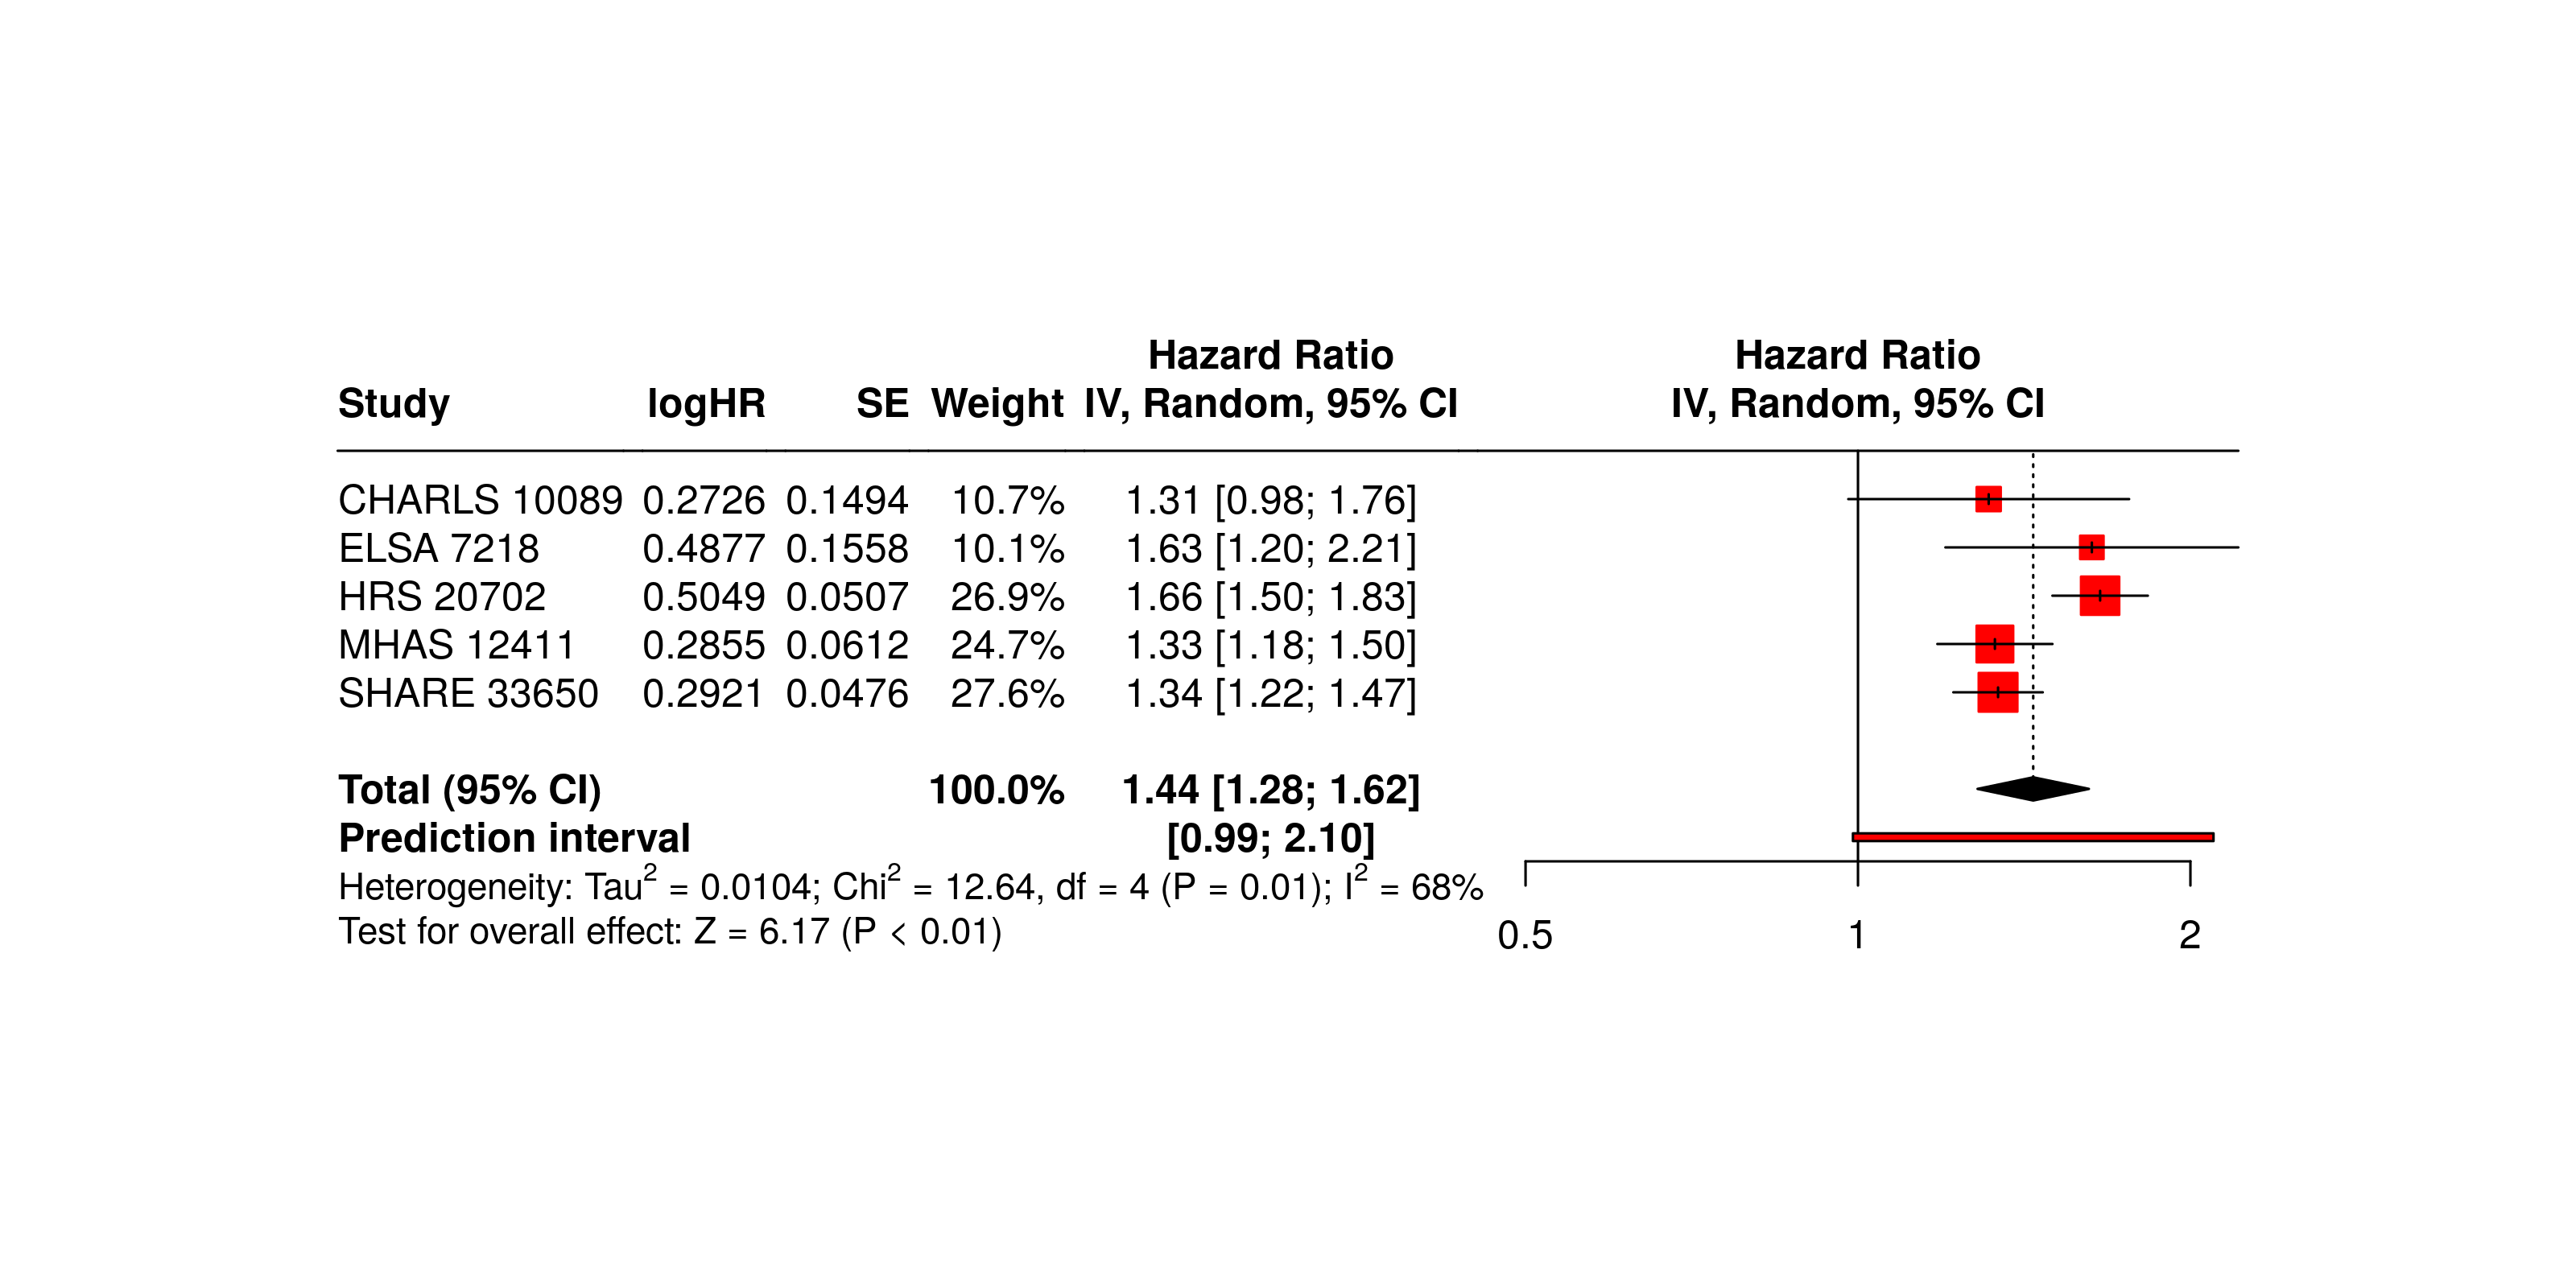 Hazard Ratio Hazard Ratio
Study logHR SE Weight IV, Random, 95% CI IV, Random, 95% CI
CHARLS 10089 0.2726 0.1494 10.7% 1.31 [0.98; 1.76]
ELSA 7218 0.4877 0.1558 10.1% 1.63 [1.20; 2.21]
HRS 20702 0.5049 0.0507 26.9% 1.66 [1.50; 1.83]
MHAS 12411 0.2855 0.0612 24.7% 1.33 [1.18; 1.50]
SHARE 33650 0.2921 0.0476 27.6% 1.34 [1.22; 1.47]
Total (95% CI) 100.0% 1.44 [1.28; 1.62]
Prediction interval [0.99; 2.10]
Heterogeneity: Tau² = 0.0104; Chi² = 12.64, df = 4 (P = 0.01); I² = 68%
Test for overall effect: Z = 6.17 (P < 0.01) 0.5 1 2